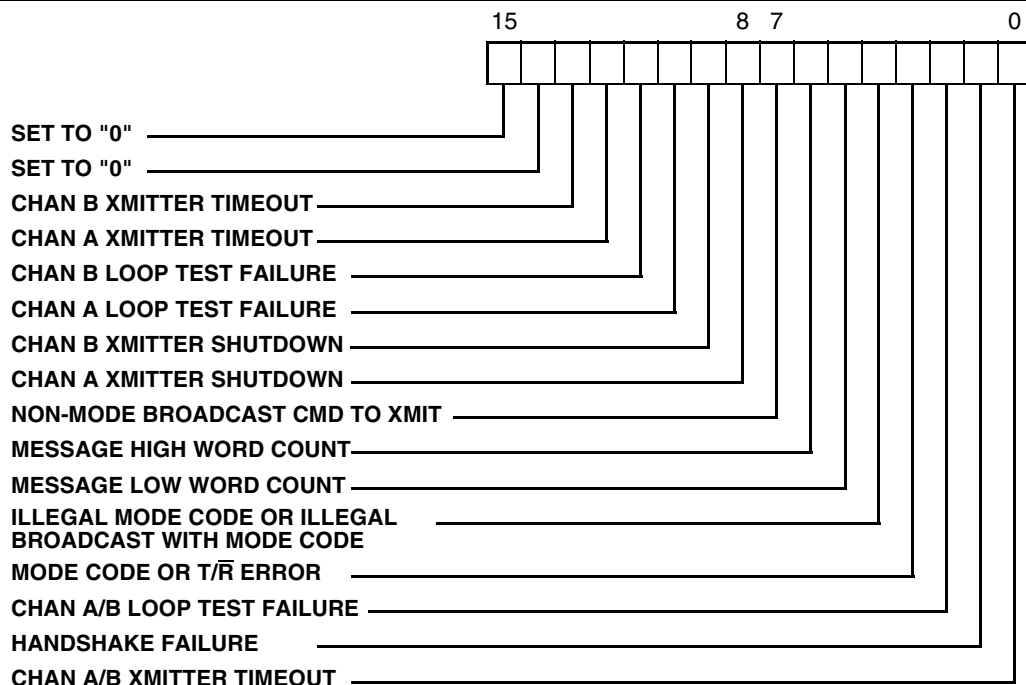 15 8 7 0
SET TO "0"
SET TO "0"
CHAN B XMITTER TIMEOUT
CHAN A XMITTER TIMEOUT
CHAN B LOOP TEST FAILURE
CHAN A LOOP TEST FAILURE
CHAN B XMITTER SHUTDOWN
CHAN A XMITTER SHUTDOWN
NON-MODE BROADCAST CMD TO XMIT
MESSAGE HIGH WORD COUNT
MESSAGE LOW WORD COUNT
ILLEGAL MODE CODE OR ILLEGAL
BROADCAST WITH MODE CODE
MODE CODE OR T/R̅ ERROR
CHAN A/B LOOP TEST FAILURE
HANDSHAKE FAILURE
CHAN A/B XMITTER TIMEOUT